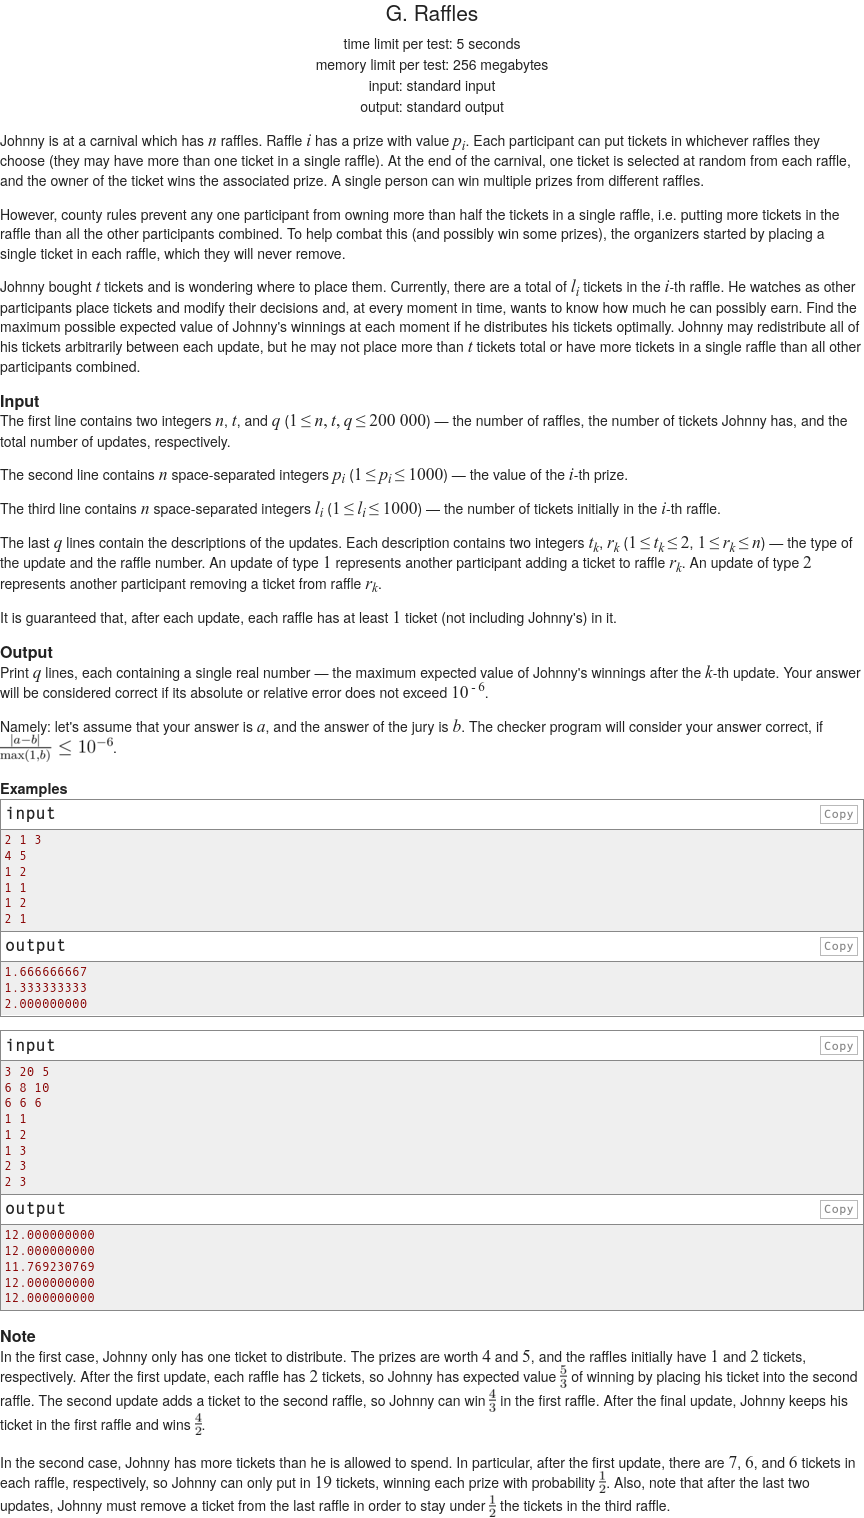 G. Raffles
time limit per test: 5 seconds
memory limit per test: 256 megabytes
input: standard input
output: standard output
Johnny is at a carnival which has n raffles. Raffle i has a prize with value p_i. Each participant can put tickets in whichever raffles they
choose (they may have more than one ticket in a single raffle). At the end of the carnival, one ticket is selected at random from each raffle,
and the owner of the ticket wins the associated prize. A single person can win multiple prizes from different raffles.
However, county rules prevent any one participant from owning more than half the tickets in a single raffle, i.e. putting more tickets in the
raffle than all the other participants combined. To help combat this (and possibly win some prizes), the organizers started by placing a
single ticket in each raffle, which they will never remove.
Johnny bought t tickets and is wondering where to place them. Currently, there are a total of l_i tickets in the i-th raffle. He watches as other
participants place tickets and modify their decisions and, at every moment in time, wants to know how much he can possibly earn. Find the
maximum possible expected value of Johnny's winnings at each moment if he distributes his tickets optimally. Johnny may redistribute all of
his tickets arbitrarily between each update, but he may not place more than t tickets total or have more tickets in a single raffle than all other
participants combined.
Input
The first line contains two integers n, t, and q (1 ≤ n, t, q ≤ 200 000) — the number of raffles, the number of tickets Johnny has, and the
total number of updates, respectively.
The second line contains n space-separated integers p_i (1 ≤ p_i ≤ 1000) — the value of the i-th prize.
The third line contains n space-separated integers l_i (1 ≤ l_i ≤ 1000) — the number of tickets initially in the i-th raffle.
The last q lines contain the descriptions of the updates. Each description contains two integers t_k, r_k (1 ≤ t_k ≤ 2, 1 ≤ r_k ≤ n) — the type of
the update and the raffle number. An update of type 1 represents another participant adding a ticket to raffle r_k. An update of type 2
represents another participant removing a ticket from raffle r_k.
It is guaranteed that, after each update, each raffle has at least 1 ticket (not including Johnny's) in it.
Output
Print q lines, each containing a single real number — the maximum expected value of Johnny's winnings after the k-th update. Your answer
will be considered correct if its absolute or relative error does not exceed 10^-6.
Namely: let's assume that your answer is a, and the answer of the jury is b. The checker program will consider your answer correct, if
|a−b|/max(1,b) ≤ 10^−6.
Examples
input Copy
2 1 3
4 5
1 2
1 1
1 2
2 1
output Copy
1.666666667
1.333333333
2.000000000
input Copy
3 20 5
6 8 10
6 6 6
1 1
1 2
1 3
2 3
2 3
output Copy
12.000000000
12.000000000
11.769230769
12.000000000
12.000000000
Note
In the first case, Johnny only has one ticket to distribute. The prizes are worth 4 and 5, and the raffles initially have 1 and 2 tickets,
respectively. After the first update, each raffle has 2 tickets, so Johnny has expected value 5/3 of winning by placing his ticket into the second
raffle. The second update adds a ticket to the second raffle, so Johnny can win 4/3 in the first raffle. After the final update, Johnny keeps his
ticket in the first raffle and wins 4/2.
In the second case, Johnny has more tickets than he is allowed to spend. In particular, after the first update, there are 7, 6, and 6 tickets in
each raffle, respectively, so Johnny can only put in 19 tickets, winning each prize with probability 1/2. Also, note that after the last two
updates, Johnny must remove a ticket from the last raffle in order to stay under 1/2 the tickets in the third raffle.